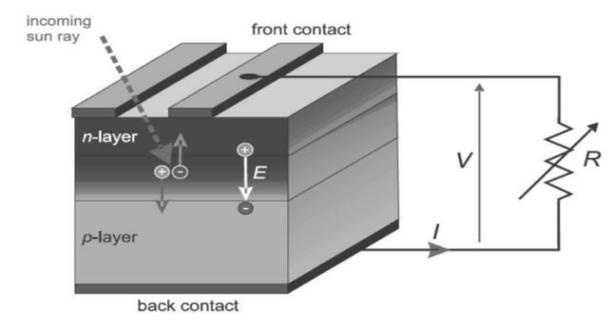 incoming
sun ray
front contact
n-layer
+
+ -
E
-
p-layer
back contact
V
R
I